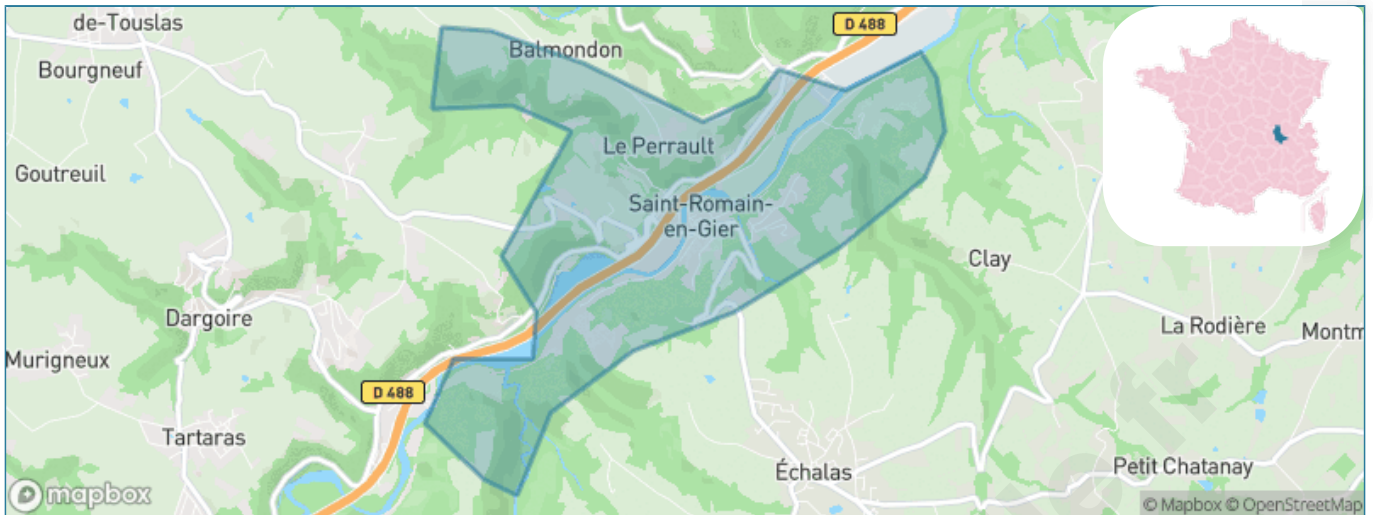 de-Touslas
Balmondon
D 488
Bourgneuf
Le Perrault
Goutreuil
Saint-Romain-
en-Gier
Clay
Dargoire
La Rodière
Montm
Murigneux
D 488
Tartaras
Échalas
Petit Chatanay
mapbox
© Mapbox © OpenStreetMap